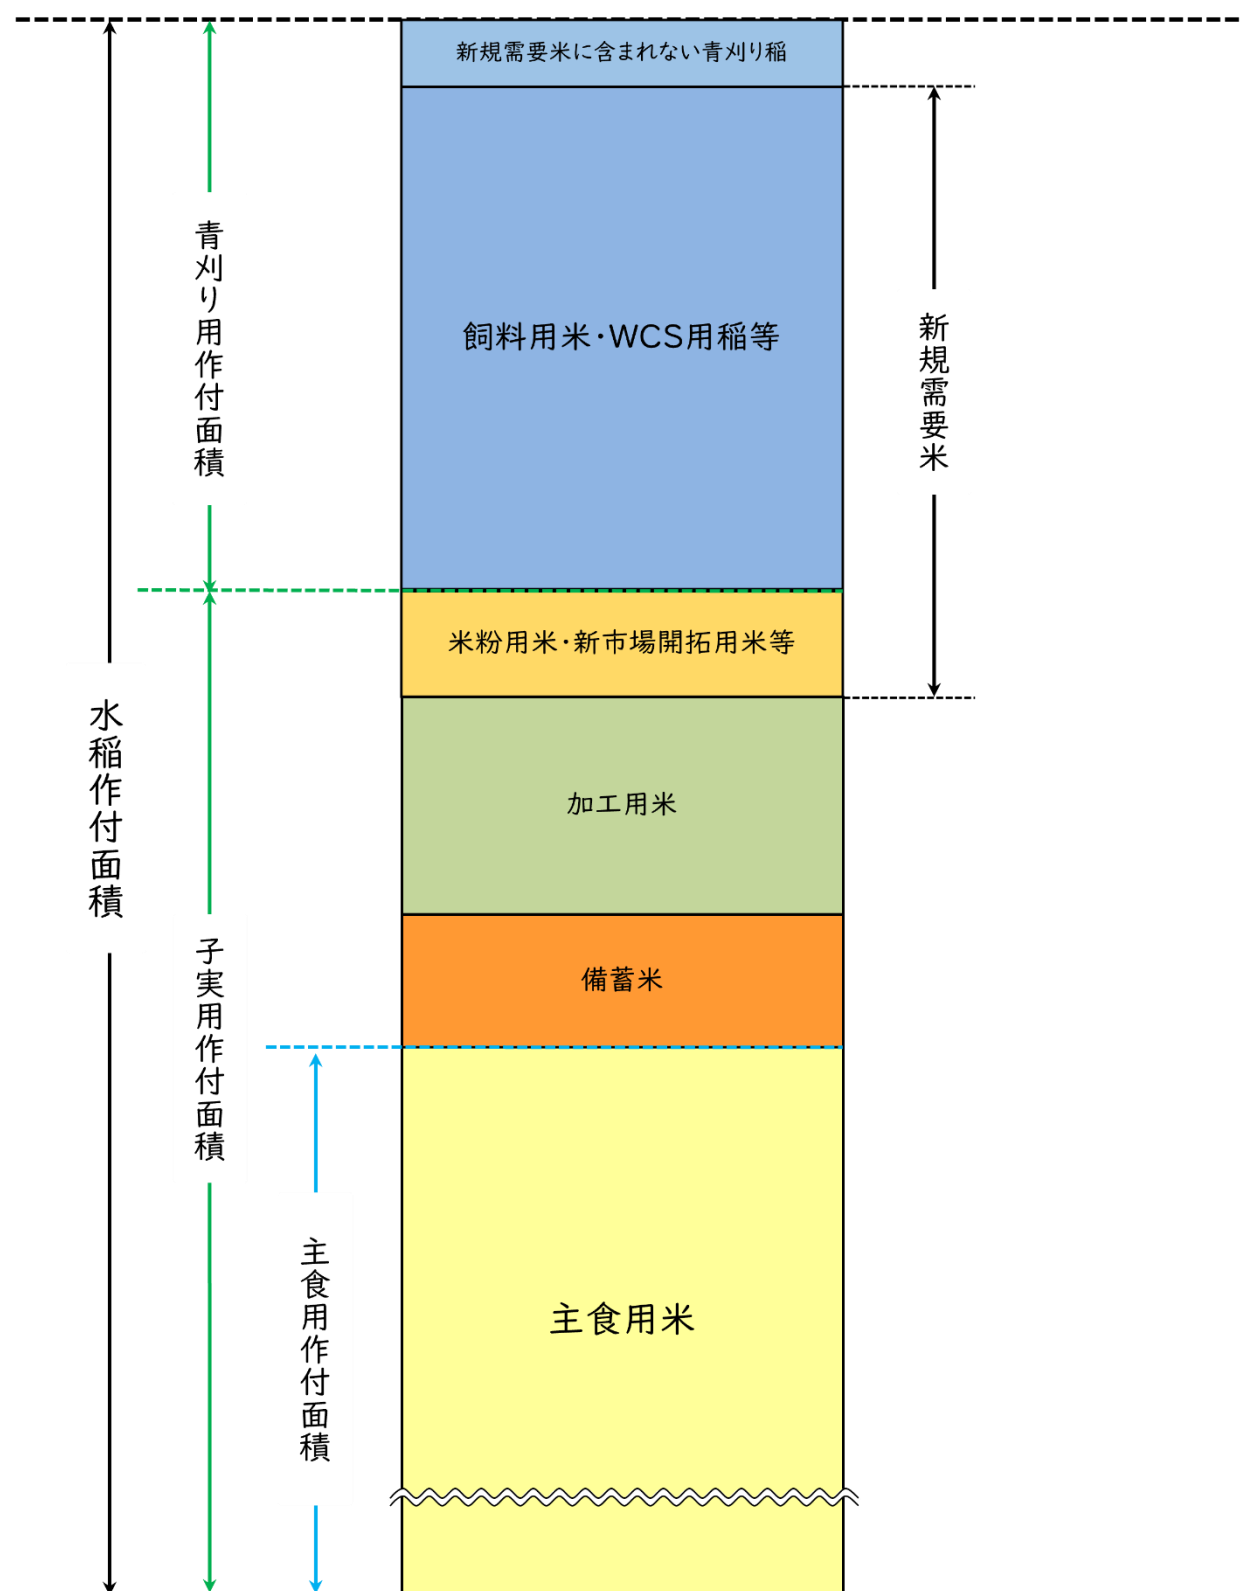 新規需要米に含まれない青刈り稲
飼料用米・WCS用稲等
米粉用米・新市場開拓用米等
加工用米
備蓄米
主食用米
水稲作付面積
青刈り用作付面積
子実用作付面積
主食用作付面積
新規需要米